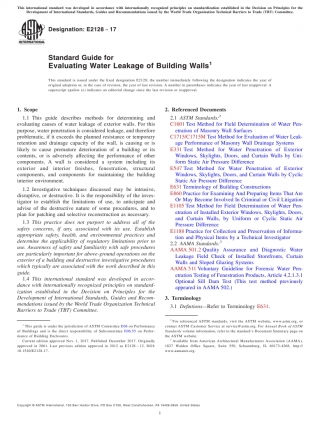 This international standard was developed in accordance with internationally recognized principles on standardization established in the Decision on Principles for the
Development of International Standards, Guides and Recommendations issued by the World Trade Organization Technical Barriers to Trade (TBT) Committee.
INTERNATIONAL
Designation: E2128 − 17
Standard Guide for
Evaluating Water Leakage of Building Walls¹
This standard is issued under the fixed designation E2128; the number immediately following the designation indicates the year of
original adoption or, in the case of revision, the year of last revision. A number in parentheses indicates the year of last reapproval. A
superscript epsilon (ε) indicates an editorial change since the last revision or reapproval.
1. Scope
1.1 This guide describes methods for determining and
evaluating causes of water leakage of exterior walls. For this
purpose, water penetration is considered leakage, and therefore
problematic, if it exceeds the planned resistance or temporary
retention and drainage capacity of the wall, is causing or is
likely to cause premature deterioration of a building or its
contents, or is adversely affecting the performance of other
components. A wall is considered a system including its
exterior and interior finishes, fenestration, structural
components, and components for maintaining the building
interior environment.
1.2 Investigative techniques discussed may be intrusive,
disruptive, or destructive. It is the responsibility of the inves-
tigator to establish the limitations of use, to anticipate and
advise of the destructive nature of some procedures, and to
plan for patching and selective reconstruction as necessary.
1.3 This practice does not purport to address all of the
safety concerns, if any, associated with its use. Establish
appropriate safety, health, and environmental practices and
determine the applicability of regulatory limitations prior to
use. Awareness of safety and familiarity with safe procedures
are particularly important for above-ground operations on the
exterior of a building and destructive investigative procedures
which typically are associated with the work described in this
guide.
1.4 This international standard was developed in accor-
dance with internationally recognized principles on standard-
ization established in the Decision on Principles for the
Development of International Standards, Guides and Recom-
mendations issued by the World Trade Organization Technical
Barriers to Trade (TBT) Committee.
¹ This guide is under the jurisdiction of ASTM Committee E06 on Performance
of Buildings and is the direct responsibility of Subcommittee E06.55 on Perfor-
mance of Building Enclosures.
Current edition approved Nov. 1, 2017. Published December 2017. Originally
approved in 2001. Last previous edition approved in 2012 as E2128 – 12. DOI:
10.1520/E2128-17.
2. Referenced Documents
2.1 ASTM Standards:²
C1601 Test Method for Field Determination of Water Pen-
etration of Masonry Wall Surfaces
C1715/C1715M Test Method for Evaluation of Water Leak-
age Performance of Masonry Wall Drainage Systems
E331 Test Method for Water Penetration of Exterior
Windows, Skylights, Doors, and Curtain Walls by Uni-
form Static Air Pressure Difference
E547 Test Method for Water Penetration of Exterior
Windows, Skylights, Doors, and Curtain Walls by Cyclic
Static Air Pressure Difference
E631 Terminology of Building Constructions
E860 Practice for Examining And Preparing Items That Are
Or May Become Involved In Criminal or Civil Litigation
E1105 Test Method for Field Determination of Water Pen-
etration of Installed Exterior Windows, Skylights, Doors,
and Curtain Walls, by Uniform or Cyclic Static Air
Pressure Difference
E1188 Practice for Collection and Preservation of Informa-
tion and Physical Items by a Technical Investigator
2.2 AAMA Standards:³
AAMA 501.2 Quality Assurance and Diagnostic Water
Leakage Field Check of Installed Storefronts, Curtain
Walls and Sloped Glazing Systems
AAMA 511 Voluntary Guideline for Forensic Water Pen-
etration Testing of Fenestration Products. Article 4.2.1.3.1
Optional Sill Dam Test (This test method previously
appeared in AAMA 502.)
3. Terminology
3.1 Definitions—Refer to Terminology E631.
² For referenced ASTM standards, visit the ASTM website, www.astm.org, or
contact ASTM Customer Service at service@astm.org. For Annual Book of ASTM
Standards volume information, refer to the standard's Document Summary page on
the ASTM website.
³ Available from American Architectural Manufacturers Association (AAMA),
1827 Walden Office Square, Suite 550, Schaumburg, IL 60173-4268, http://
www.aamanet.org.
Copyright © ASTM International, 100 Barr Harbor Drive, PO Box C700, West Conshohocken, PA 19428-2959. United States
1